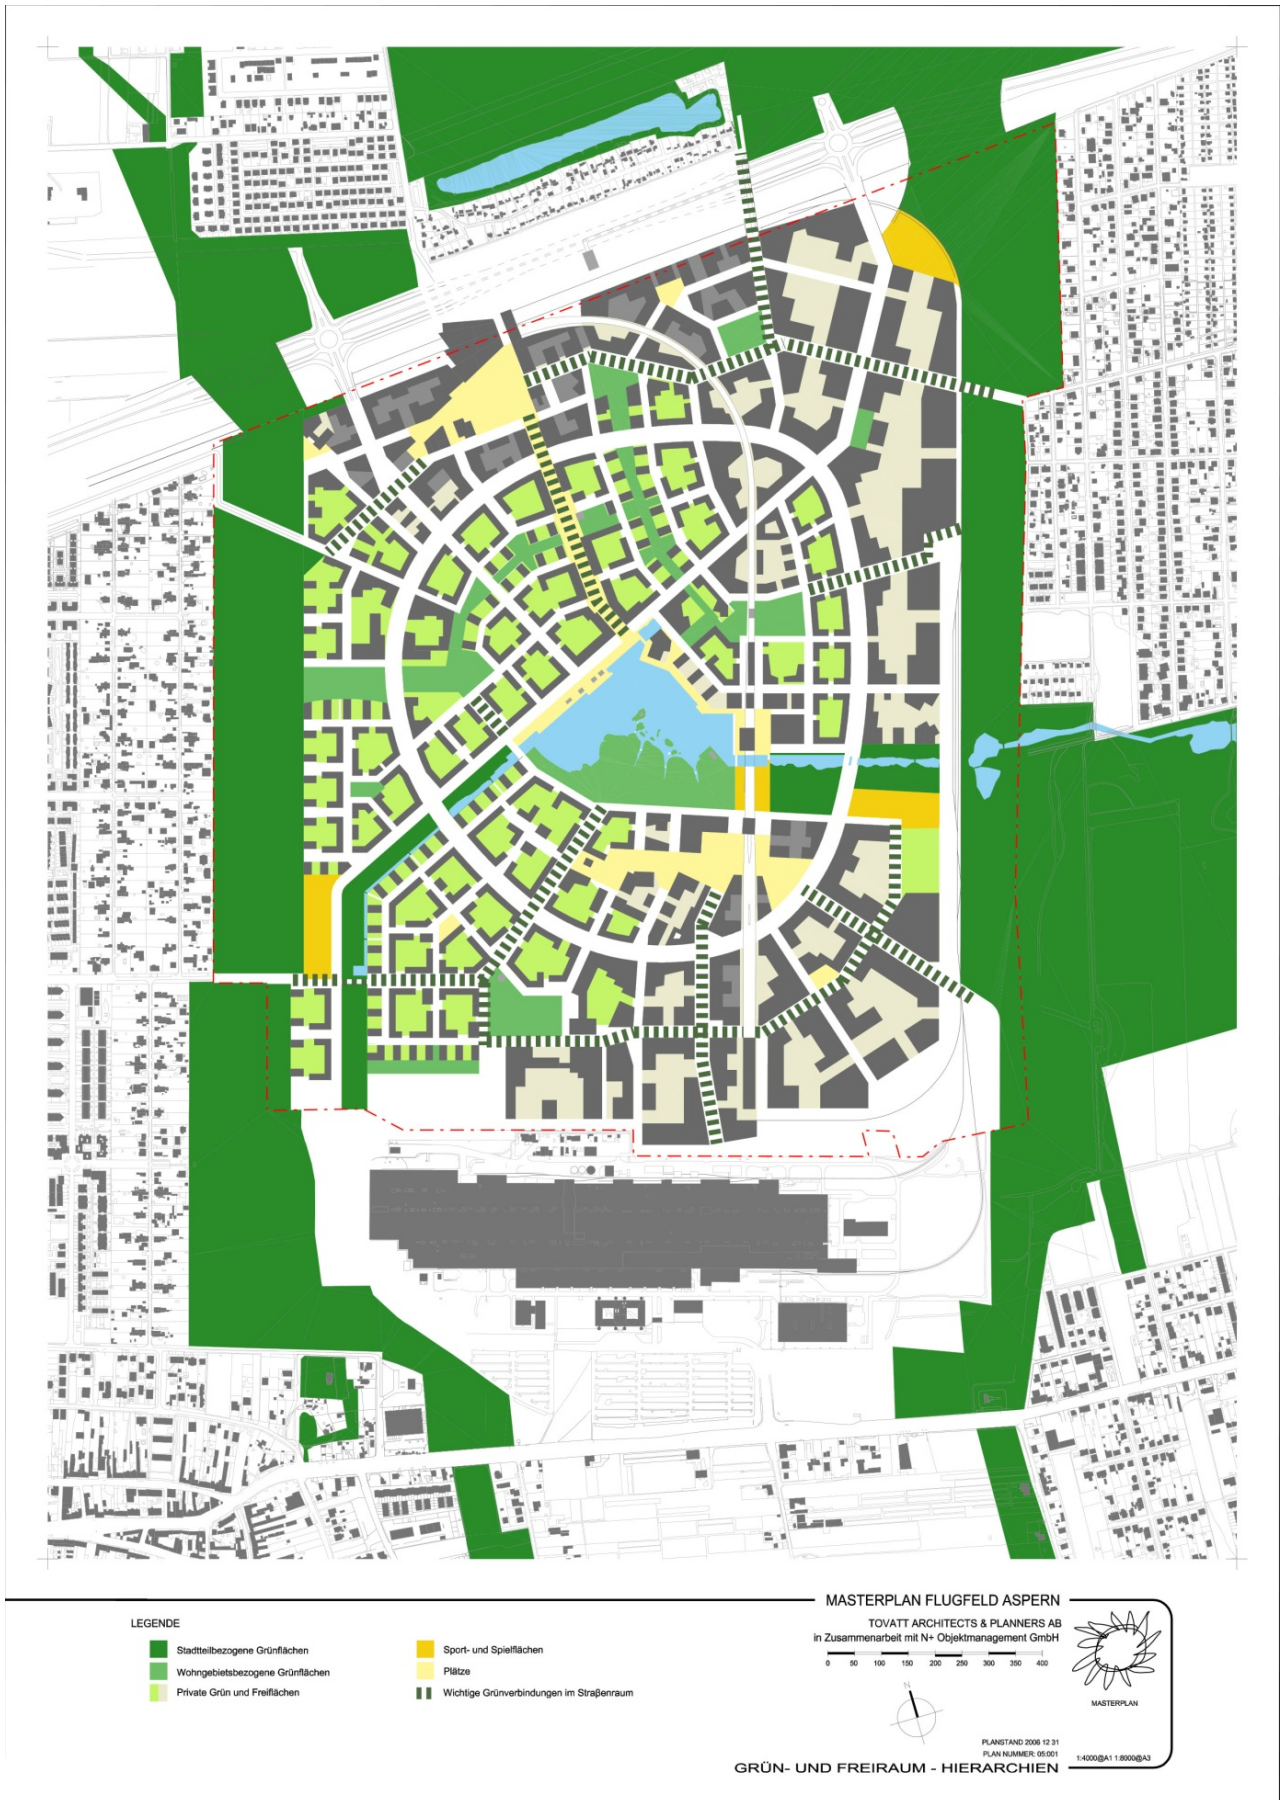 MASTERPLAN FLUGFELD ASPERN
TOVATT ARCHITECTS & PLANNERS AB
in Zusammenarbeit mit N+ Objektmanagement GmbH
0 50 100 150 200 250 300 350 400
N
MASTERPLAN
PLANSTAND 2006 12 31
PLAN NUMMER: 05:001
1:4000@A1 1:8000@A3
GRÜN- UND FREIRAUM - HIERARCHIEN
LEGENDE
Stadtteilbezogene Grünflächen
Wohngebietsbezogene Grünflächen
Private Grün und Freiflächen
Sport- und Spielflächen
Plätze
Wichtige Grünverbindungen im Straßenraum